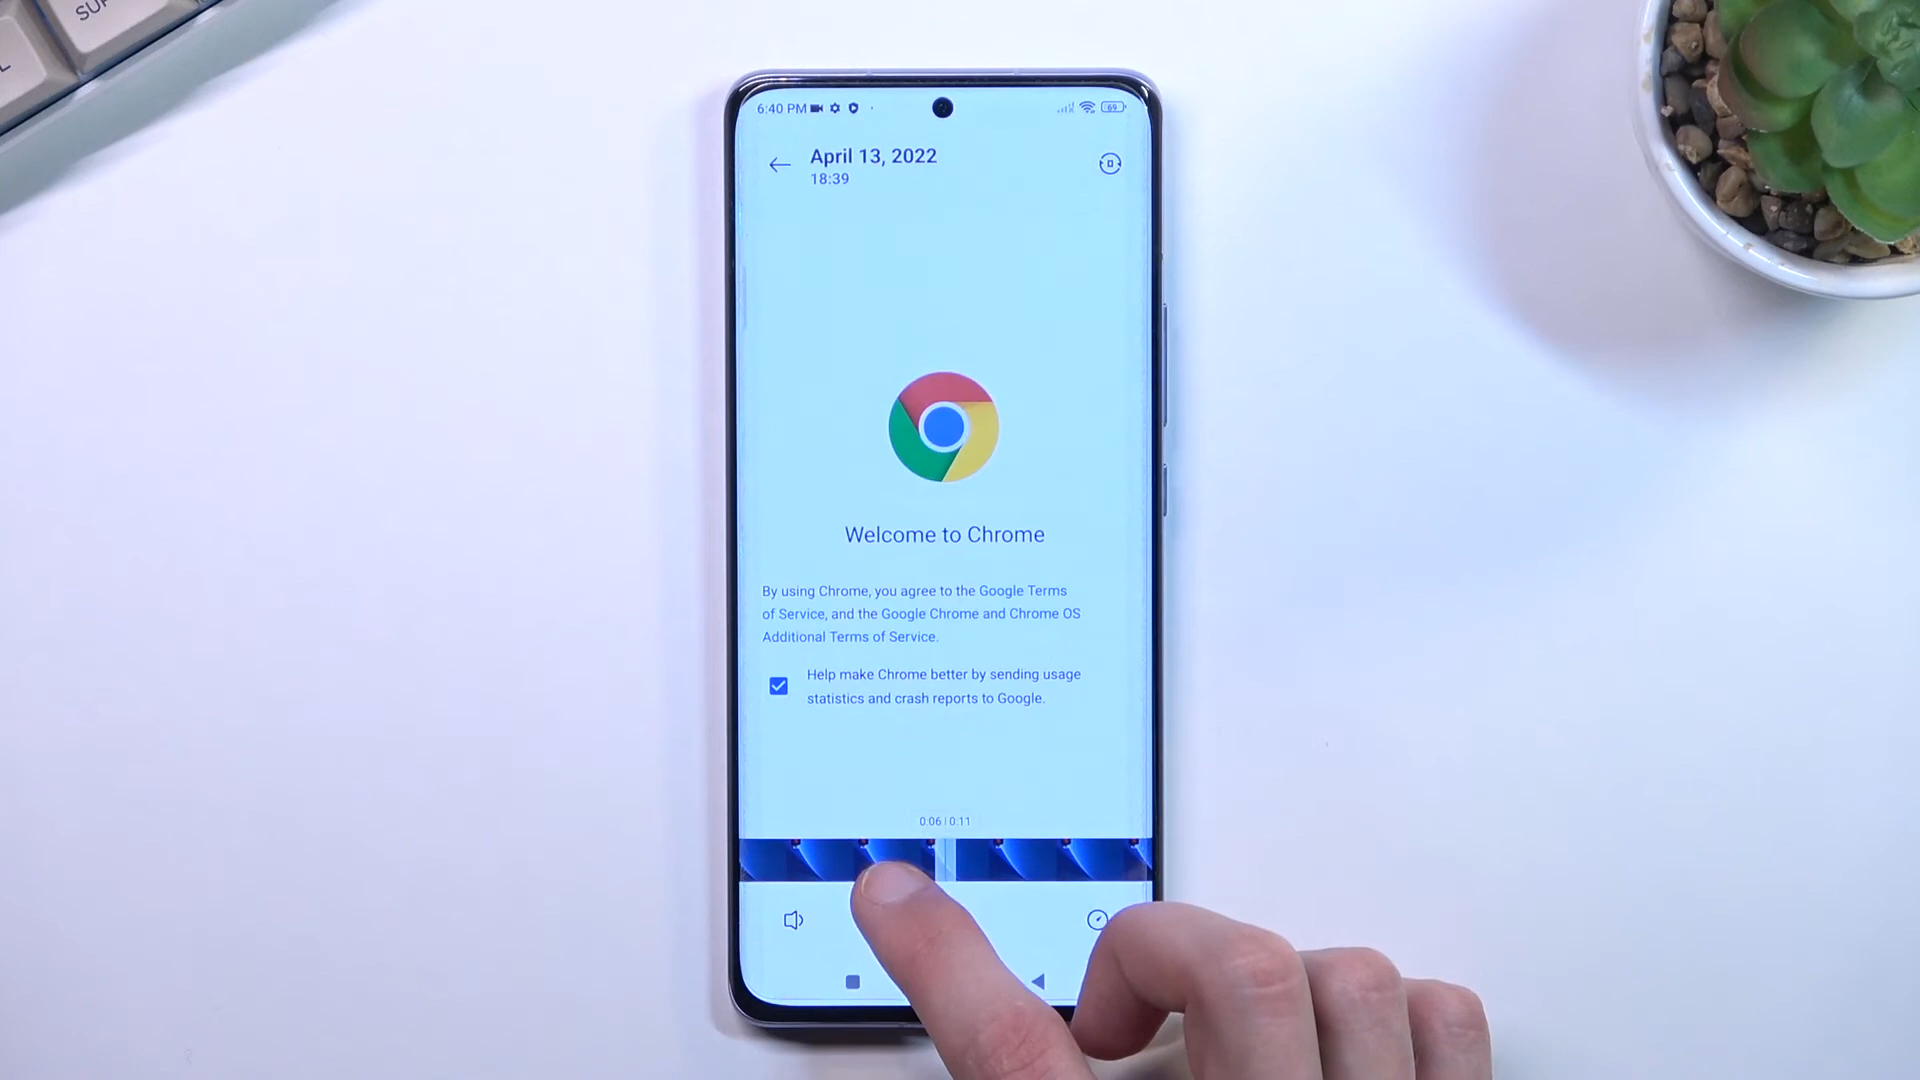 SUP
L
6:40 PM
69
April 13, 2022
18:39
Welcome to Chrome
By using Chrome, you agree to the Google Terms
of Service, and the Google Chrome and Chrome OS
Additional Terms of Service.
Help make Chrome better by sending usage
statistics and crash reports to Google.
0:06 | 0:11